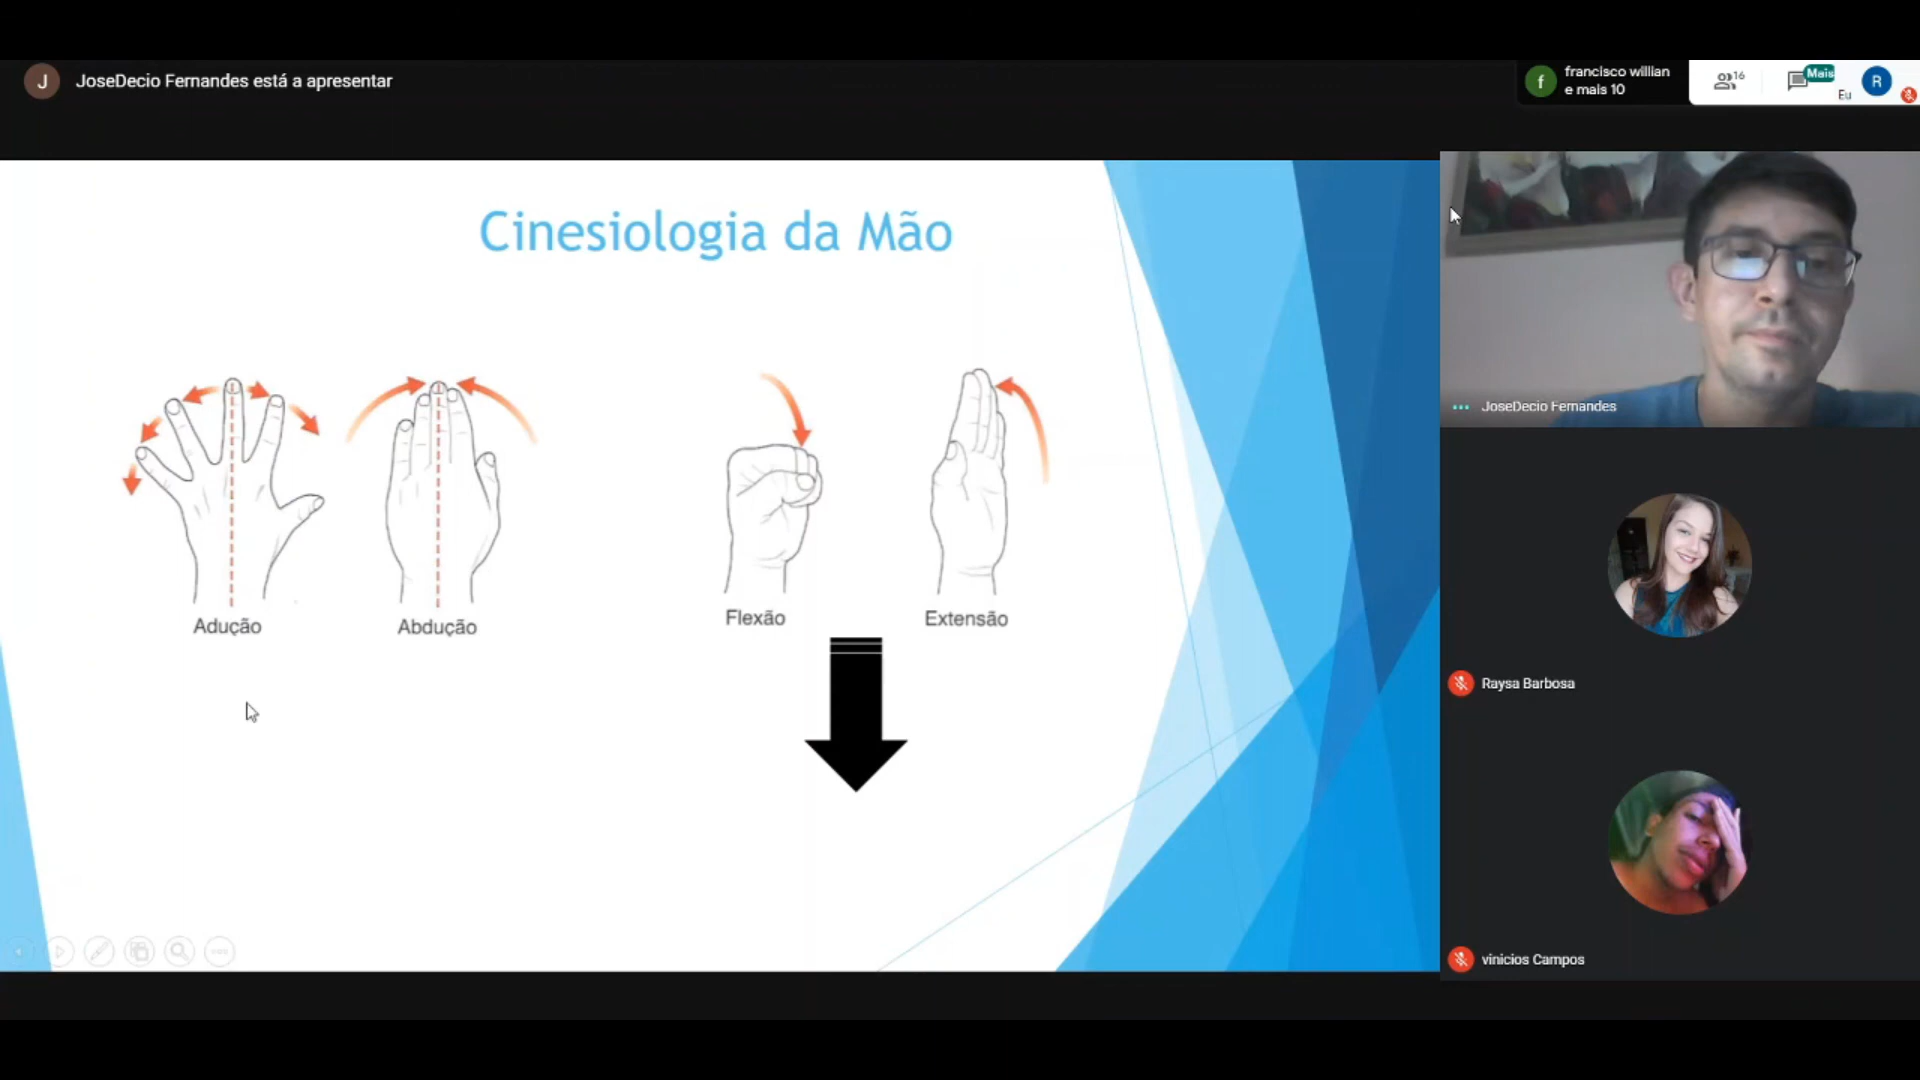 J
JoseDecio Fernandes está a apresentar
f
francisco willian
e mais 10
16
Mais
Eu
R
Cinesiologia da Mão
Adução
Abdução
Flexão
Extensão
JoseDecio Fernandes
Raysa Barbosa
vinicios Campos